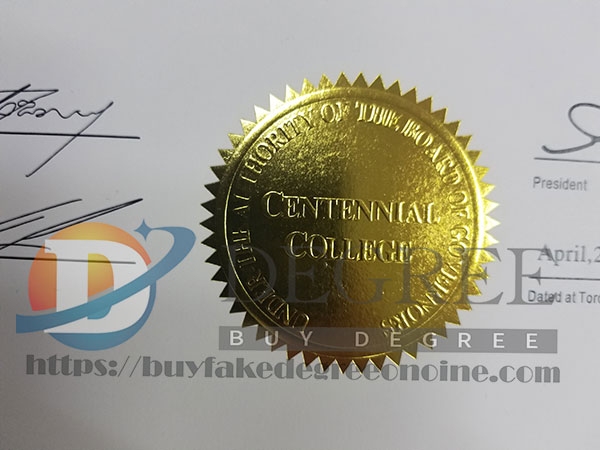 UNDER THE AUTHORITY OF THE BOARD OF GOVERNORS
CENTENNIAL
COLLEGE
President
April,2
Dated at Toro
D DEGREE
BUY DEGREE
https://buyfakedegreeonoine.com